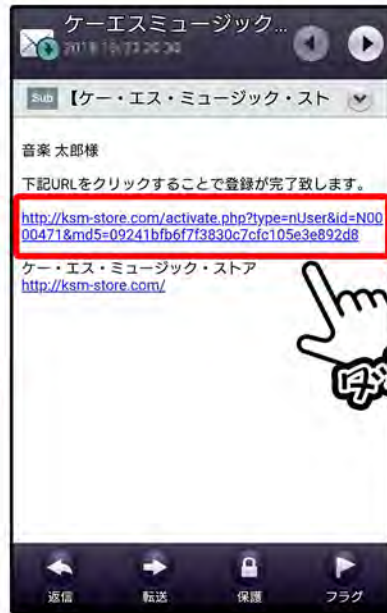 ケーエスミュージック...
Sub 【ケー・エス・ミュージック・スト
音楽 太郎様
下記URLをクリックすることで登録が完了致します。
http://ksm-store.com/activate.php?type=nUser&id=N00
00471&md5=09241bfb6f7f3830c7cfc105e3e892d8
ケー・エス・ミュージック・ストア
http://ksm-store.com/
返信 転送 保護 フラグ